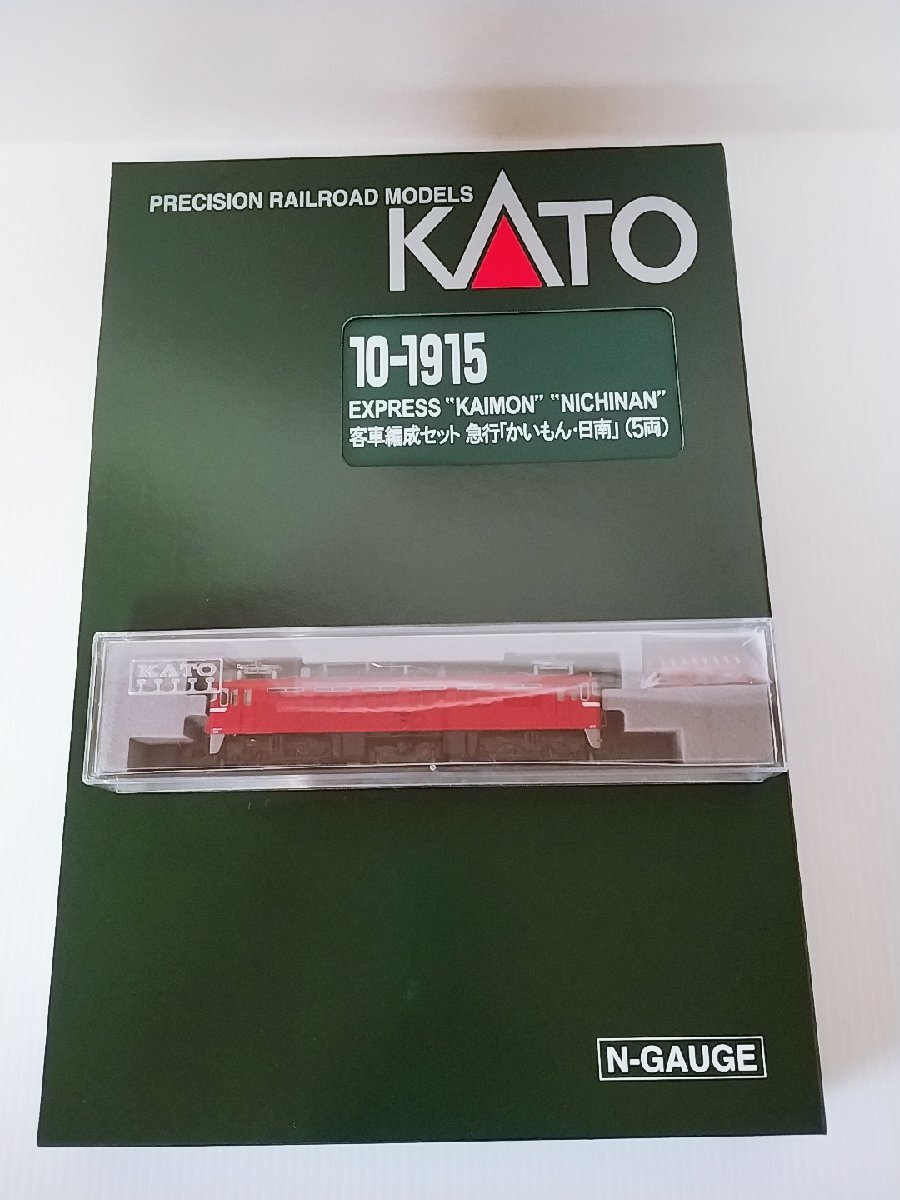 PRECISION RAILROAD MODELS
KATO
10-1915
EXPRESS "KAIMON" "NICHINAN"
客車編成セット 急行「かいもん・日南」(5両)
KATO
N-GAUGE